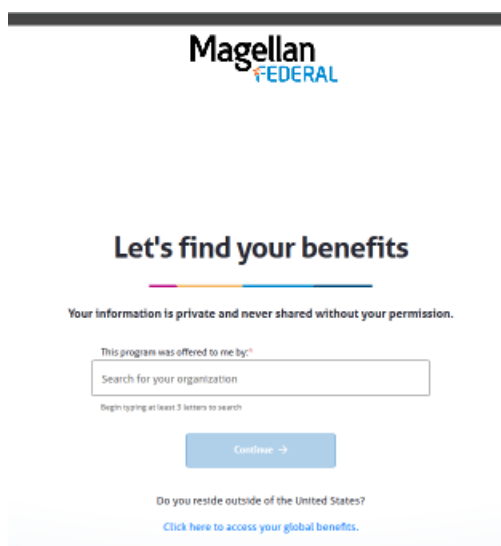 Magellan
FEDERAL
Let's find your benefits
Your information is private and never shared without your permission.
This program was offered to me by:*
Search for your organization
Begin typing at least 3 letters to search
Continue →
Do you reside outside of the United States?
Click here to access your global benefits.